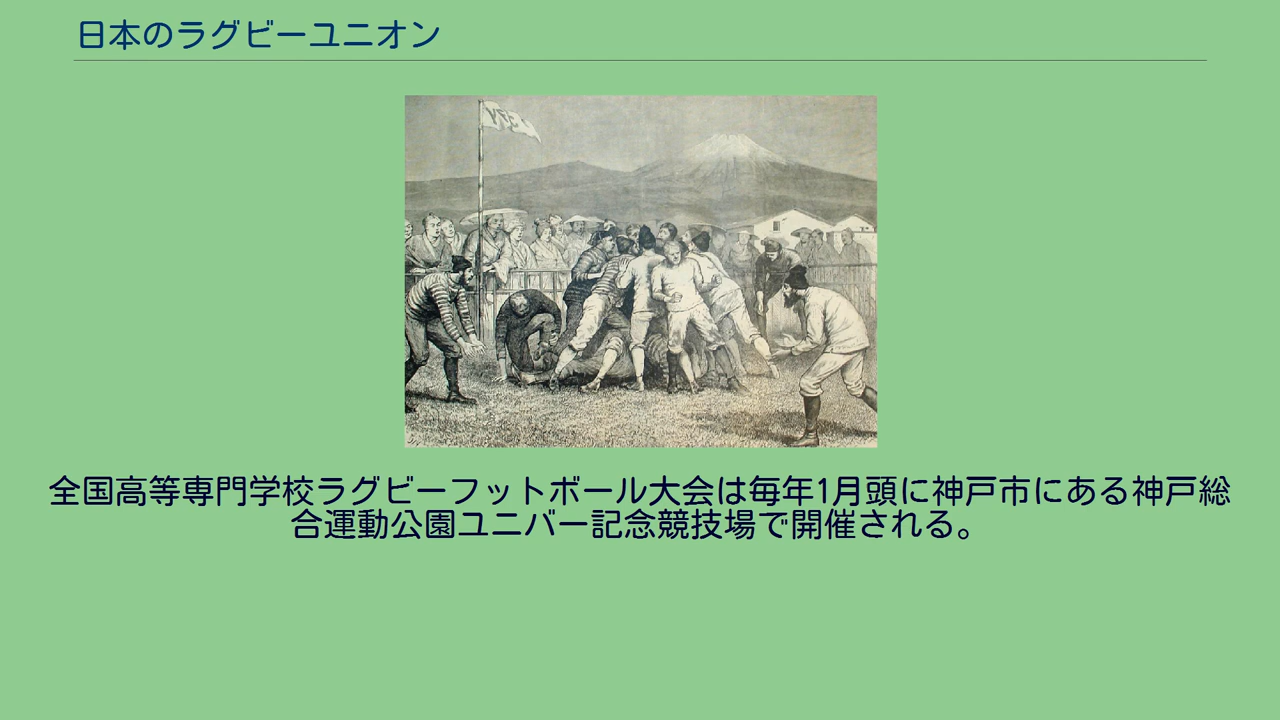 日本のラグビーユニオン
全国高等専門学校ラグビーフットボール大会は毎年1月頭に神戸市にある神戸総
合運動公園ユニバー記念競技場で開催される。